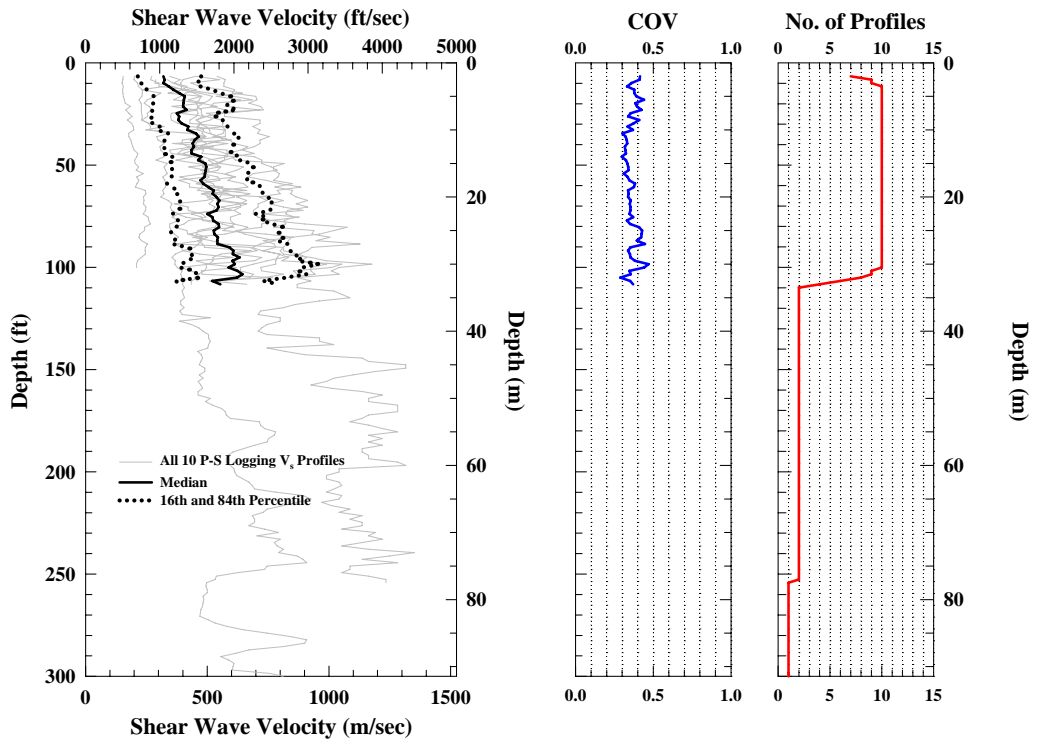 Shear Wave Velocity (ft/sec)
0 1000 2000 3000 4000 5000
COV
0.0 0.5 1.0
No. of Profiles
0 5 10 15
Depth (ft)
0
50
100
150
200
250
300
Depth (m)
0
20
40
60
80
Depth (m)
0
20
40
60
80
All 10 P-S Logging Vs Profiles
Median
16th and 84th Percentile
0 500 1000 1500
Shear Wave Velocity (m/sec)
0.0 0.5 1.0
0 5 10 15